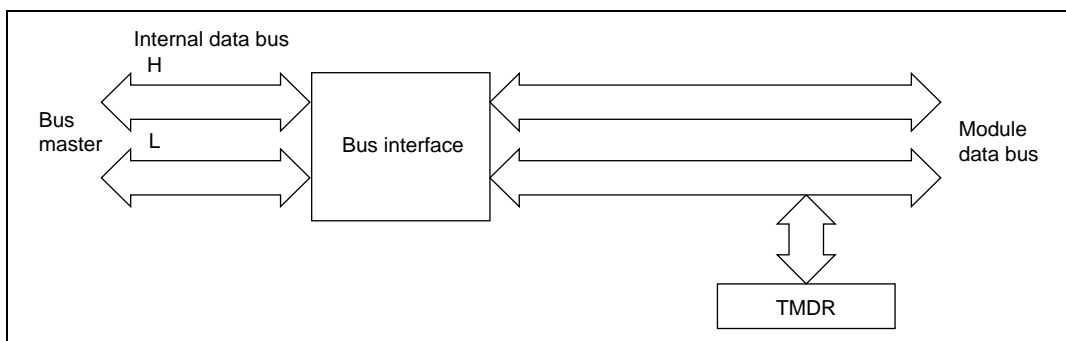 Internal data bus
H
Bus
master
L
Bus interface
Module
data bus
TMDR